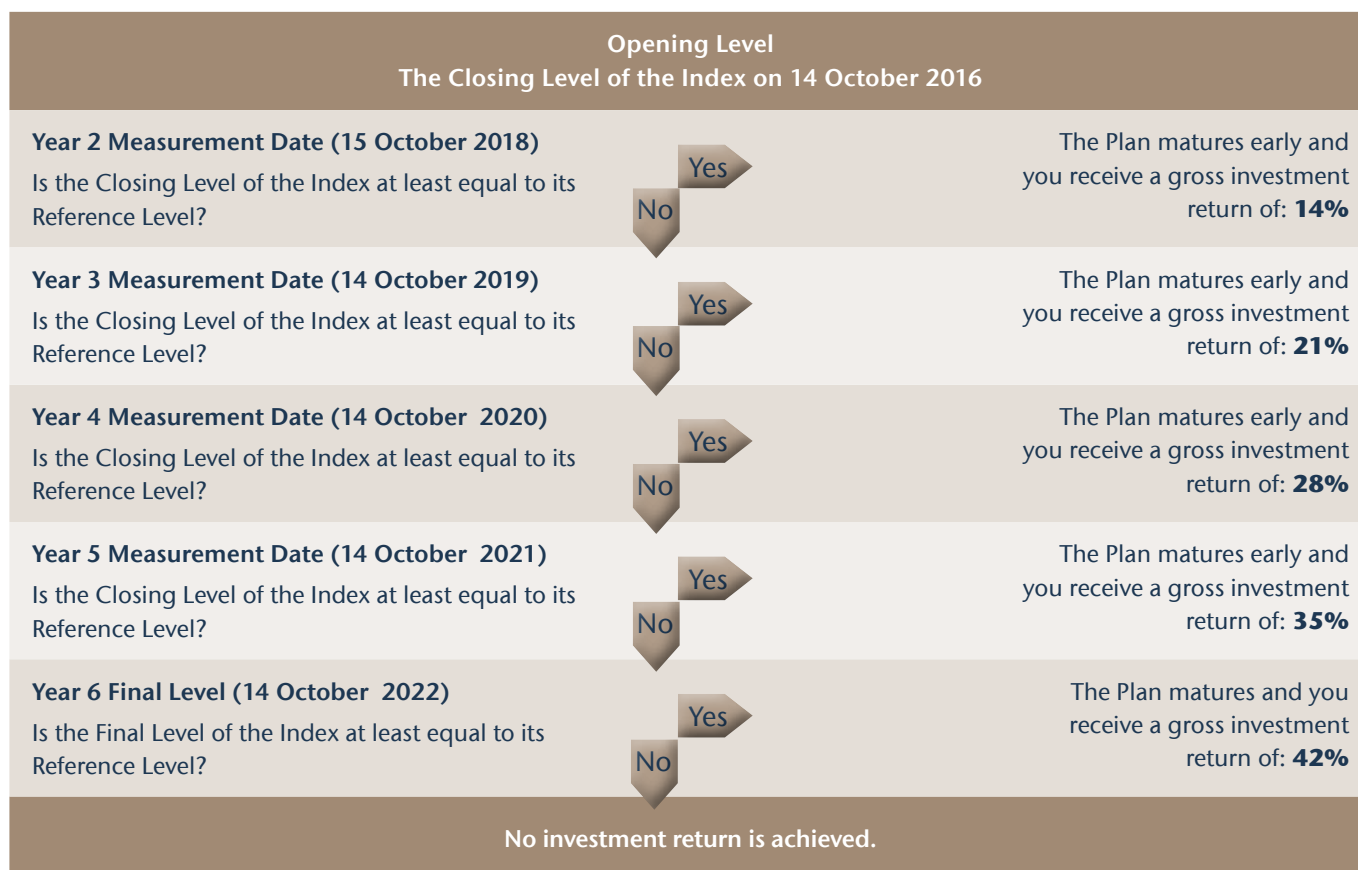 Opening Level
The Closing Level of the Index on 14 October 2016
Year 2 Measurement Date (15 October 2018)
Is the Closing Level of the Index at least equal to its
Reference Level?
Yes
No
The Plan matures early and
you receive a gross investment
return of: 14%
Year 3 Measurement Date (14 October 2019)
Is the Closing Level of the Index at least equal to its
Reference Level?
Yes
No
The Plan matures early and
you receive a gross investment
return of: 21%
Year 4 Measurement Date (14 October  2020)
Is the Closing Level of the Index at least equal to its
Reference Level?
Yes
No
The Plan matures early and
you receive a gross investment
return of: 28%
Year 5 Measurement Date (14 October  2021)
Is the Closing Level of the Index at least equal to its
Reference Level?
Yes
No
The Plan matures early and
you receive a gross investment
return of: 35%
Year 6 Final Level (14 October  2022)
Is the Final Level of the Index at least equal to its
Reference Level?
Yes
No
The Plan matures and you
receive a gross investment
return of: 42%
No investment return is achieved.